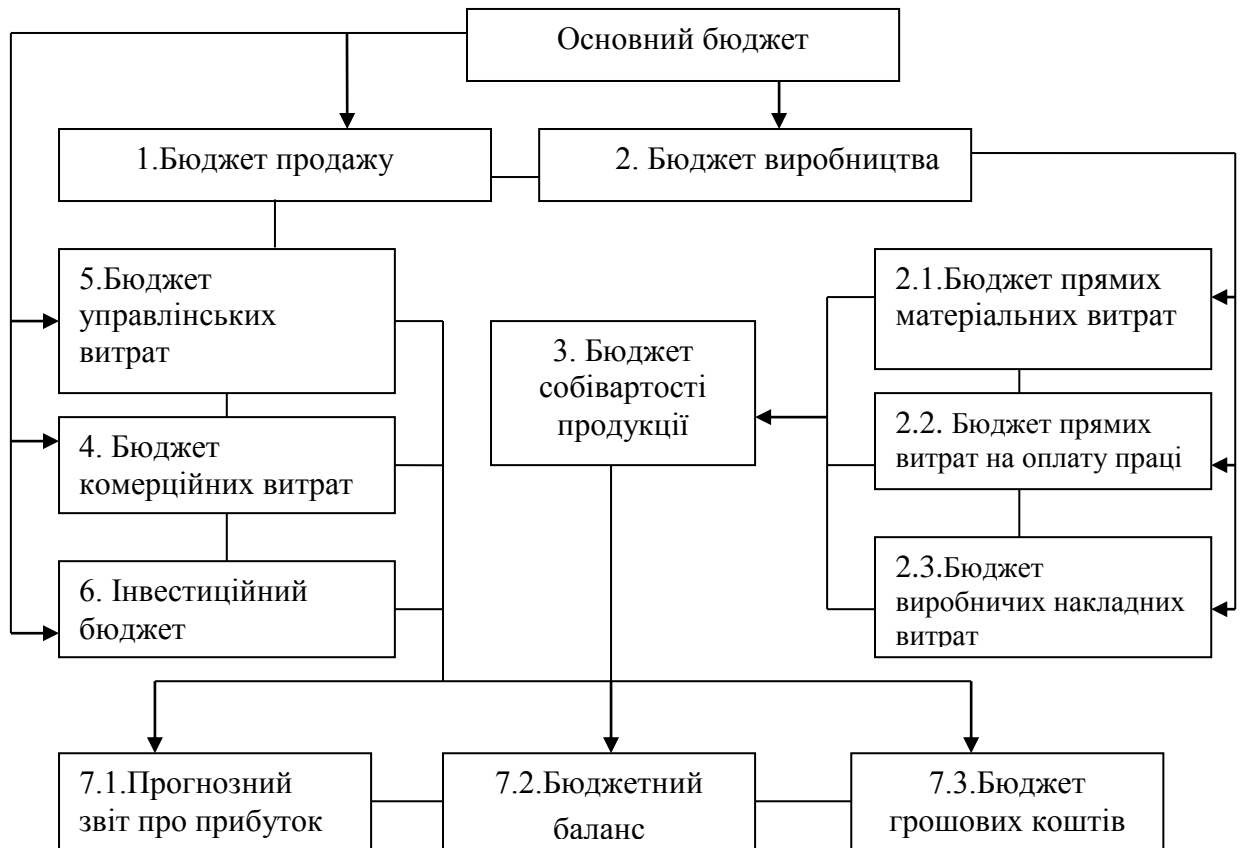 Основний бюджет
1.Бюджет продажу
2. Бюджет виробництва
5.Бюджет
управлінських
витрат
4. Бюджет
комерційних витрат
6. Інвестиційний
бюджет
3. Бюджет
собівартості
продукції
2.1.Бюджет прямих
матеріальних витрат
2.2. Бюджет прямих
витрат на оплату праці
2.3.Бюджет
виробничих накладних
витрат
7.1.Прогнозний
звіт про прибуток
7.2.Бюджетний
баланс
7.3.Бюджет
грошових коштів